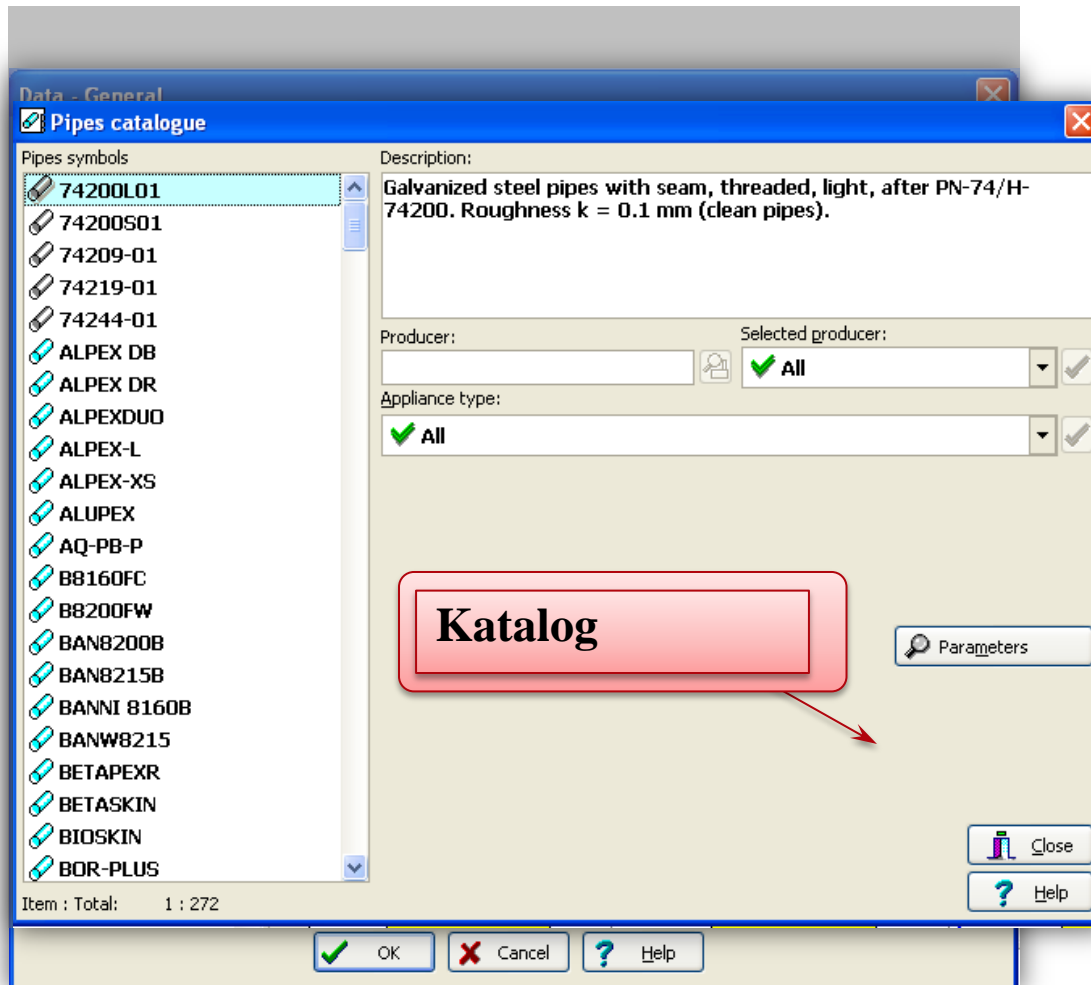 Data - General
Pipes catalogue
Pipes symbols
74200L01
74200S01
74209-01
74219-01
74244-01
ALPEX DB
ALPEX DR
ALPEXDUO
ALPEX-L
ALPEX-XS
ALUPEX
AQ-PB-P
B8160FC
B8200FW
BAN8200B
BAN8215B
BANNI 8160B
BANW8215
BETAPEXR
BETASKIN
BIOSKIN
BOR-PLUS
Item : Total: 1 : 272
Description:
Galvanized steel pipes with seam, threaded, light, after PN-74/H-
74200. Roughness k = 0.1 mm (clean pipes).
Producer:
Selected producer:
All
Appliance type:
All
Katalog
Parameters
Close
Help
OK Cancel Help